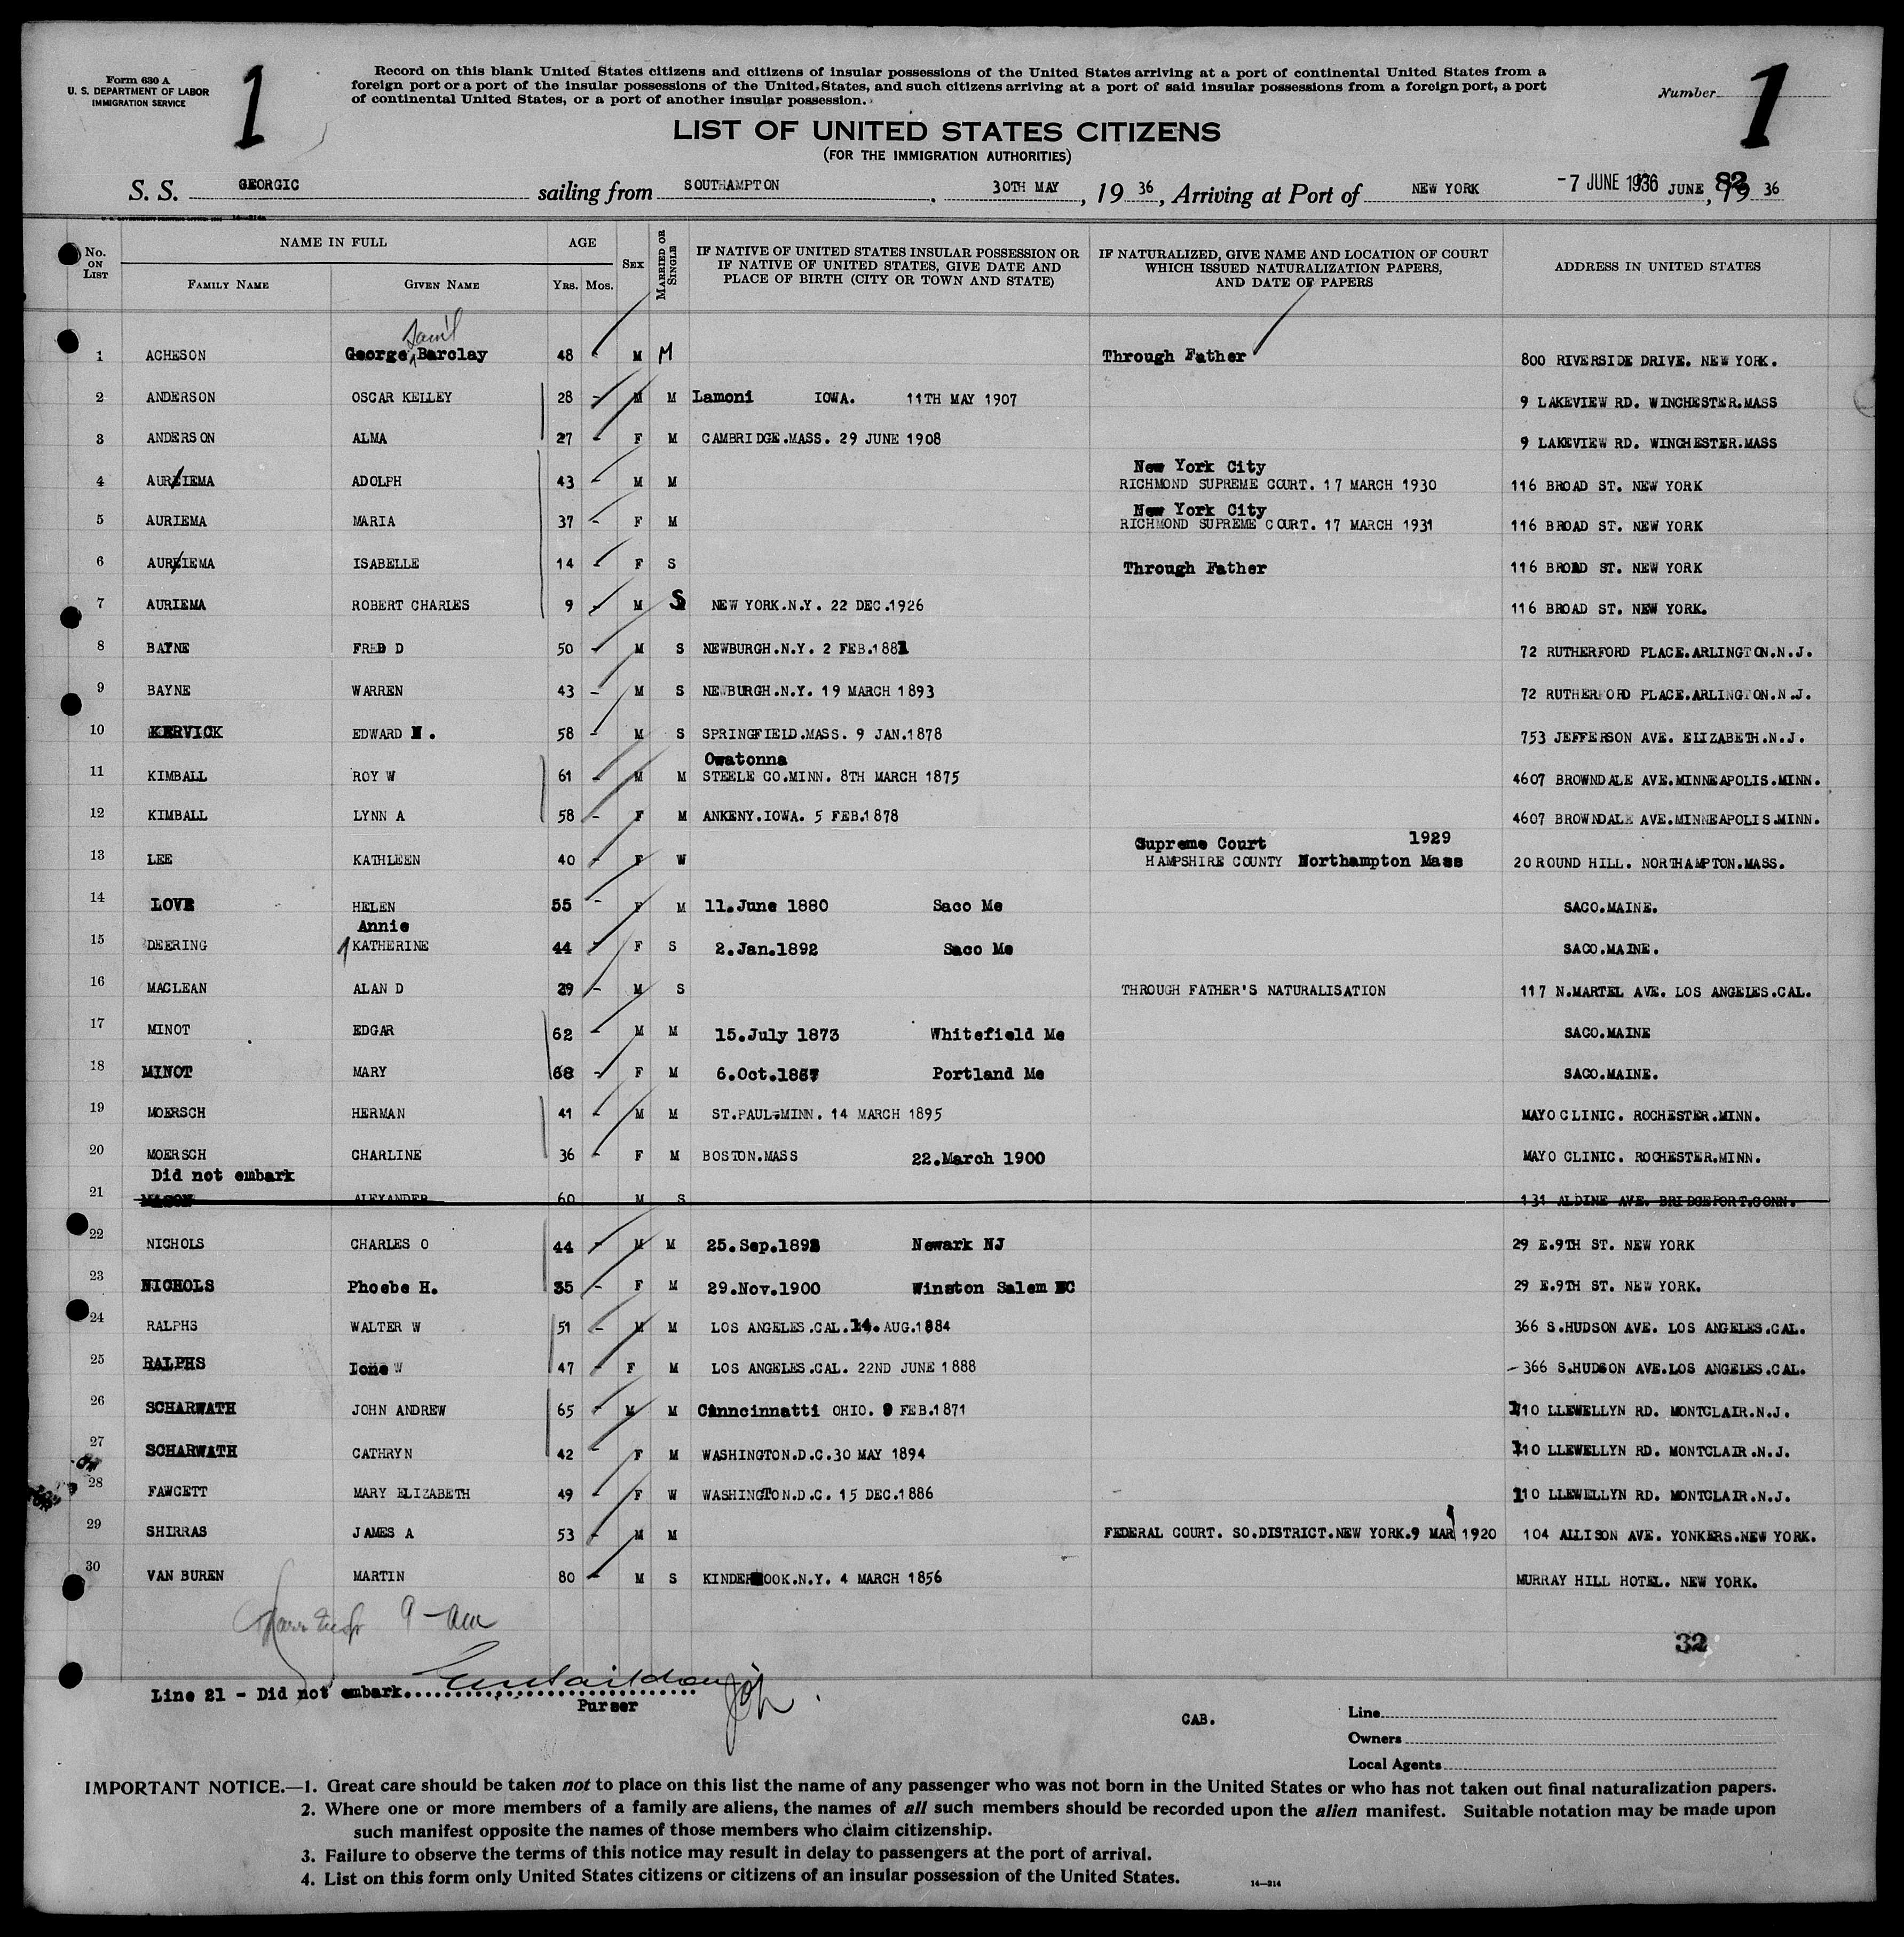 Form 630 A
U. S. DEPARTMENT OF LABOR
IMMIGRATION SERVICE
1
Record on this blank United States citizens and citizens of insular possessions of the United States arriving at a port of continental United States from a
foreign port or a port of the insular possessions of the United States, and such citizens arriving at a port of said insular possessions from a foreign port, a port
of continental United States, or a port of another insular possession.
Number 1
LIST OF UNITED STATES CITIZENS
(FOR THE IMMIGRATION AUTHORITIES)
S. S. GEORGIC sailing from SOUTHAMPTON, 30TH MAY, 1936, Arriving at Port of NEW YORK -7 JUNE 1936 JUNE 82, 1936
No. ON LIST NAME IN FULL FAMILY NAME GIVEN NAME AGE YRS. MOS. SEX MARRIED OR SINGLE IF NATIVE OF UNITED STATES INSULAR POSSESSION OR IF NATIVE OF UNITED STATES, GIVE DATE AND PLACE OF BIRTH (CITY OR TOWN AND STATE) IF NATURALIZED, GIVE NAME AND LOCATION OF COURT WHICH ISSUED NATURALIZATION PAPERS, AND DATE OF PAPERS ADDRESS IN UNITED STATES
1 ACHESON George Barclay 48 M M Through Father 800 RIVERSIDE DRIVE. NEW YORK.
2 ANDERSON OSCAR KELLEY 28 M M Lamoni IOWA. 11TH MAY 1907 9 LAKEVIEW RD. WINCHESTER.MASS
3 ANDERSON ALMA 27 F M CAMBRIDGE.MASS. 29 JUNE 1908 9 LAKEVIEW RD. WINCHESTER.MASS
New York City
4 AURIEMA ADOLPH 43 M M RICHMOND SUPREME COURT. 17 MARCH 1930 116 BROAD ST. NEW YORK
New York City
5 AURIEMA MARIA 37 F M RICHMOND SUPREME COURT. 17 MARCH 1931 116 BROAD ST. NEW YORK
6 AURIEMA ISABELLE 14 F S Through Father 116 BROAD ST. NEW YORK
7 AURIEMA ROBERT CHARLES 9 M S NEW YORK.N.Y. 22 DEC.1926 116 BROAD ST. NEW YORK.
8 BAYNE FRED D 50 M S NEWBURGH.N.Y. 2 FEB.1881 72 RUTHERFORD PLACE.ARLINGTON.N.J.
9 BAYNE WARREN 43 M S NEWBURGH.N.Y. 19 MARCH 1893 72 RUTHERFORD PLACE.ARLINGTON.N.J.
10 KERVICK EDWARD . 58 M S SPRINGFIELD.MASS. 9 JAN.1878 753 JEFFERSON AVE. ELIZABETH.N.J.
Owatonna
11 KIMBALL ROY W 61 M M STEELE CO.MINN. 8TH MARCH 1875 4607 BROWNDALE AVE.MINNEAPOLIS.MINN.
12 KIMBALL LYNN A 58 F M ANKENY.IOWA. 5 FEB.1878 4607 BROWNDALE AVE.MINNEAPOLIS.MINN.
Supreme Court 1929
13 LEE KATHLEEN 40 F W HAMPSHIRE COUNTY Northampton Mass 20 ROUND HILL. NORTHAMPTON.MASS.
14 LOVE HELEN 55 F M 11.June 1880 Saco Me SACO.MAINE.
Annie
15 DEERING KATHERINE 44 F S 2.Jan.1892 Saco Me SACO.MAINE.
16 MACLEAN ALAN D 29 M S THROUGH FATHER'S NATURALISATION 117 N.MARTEL AVE. LOS ANGELES.CAL.
17 MINOT EDGAR 62 M M 15.July 1873 Whitefield Me SACO.MAINE
18 MINOT MARY 68 F M 6.Oct.1867 Portland Me SACO.MAINE.
19 MOERSCH HERMAN 41 M M ST.PAUL.MINN. 14 MARCH 1895 MAYO CLINIC. ROCHESTER.MINN.
20 MOERSCH CHARLINE 36 F M BOSTON.MASS 22.March 1900 MAYO CLINIC. ROCHESTER.MINN.
Did not embark
21 MASON ALEXANDER 60 M S 131 ALDINE AVE. BRIDGEPORT.CONN.
22 NICHOLS CHARLES O 44 M M 25.Sep.1892 Newark NJ 29 E.9TH ST. NEW YORK
23 NICHOLS Phoebe H. 35 F M 29.Nov.1900 Winston Salem NC 29 E.9TH ST. NEW YORK.
24 RALPHS WALTER W 51 M M LOS ANGELES.CAL.14. AUG.1884 366 S.HUDSON AVE. LOS ANGELES.CAL.
25 RALPHS Ione W 47 F M LOS ANGELES.CAL. 22ND JUNE 1888 366 S.HUDSON AVE.LOS ANGELES.CAL.
26 SCHARWATH JOHN ANDREW 65 M M Cinncinnatti OHIO. 9 FEB.1871 110 LLEWELLYN RD. MONTCLAIR.N.J.
27 SCHARWATH CATHRYN 42 F M WASHINGTON.D.C.30 MAY 1894 110 LLEWELLYN RD. MONTCLAIR.N.J.
28 FAWCETT MARY ELIZABETH 49 F W WASHINGTON.D.C. 15 DEC.1886 110 LLEWELLYN RD. MONTCLAIR.N.J.
29 SHIRRAS JAMES A 53 M M FEDERAL COURT. SO.DISTRICT.NEW YORK.9 MAR 1920 104 ALLISON AVE. YONKERS.NEW YORK.
30 VAN BUREN MARTIN 80 M S KINDERHOOK.N.Y. 4 MARCH 1856 MURRAY HILL HOTEL. NEW YORK.
9-am
32
Line 21 - Did not embark
Purser
CAB.
Line
Owners
Local Agents
IMPORTANT NOTICE.—1. Great care should be taken not to place on this list the name of any passenger who was not born in the United States or who has not taken out final naturalization papers.
2. Where one or more members of a family are aliens, the names of all such members should be recorded upon the alien manifest. Suitable notation may be made upon
such manifest opposite the names of those members who claim citizenship.
3. Failure to observe the terms of this notice may result in delay to passengers at the port of arrival.
4. List on this form only United States citizens or citizens of an insular possession of the United States.
14—314